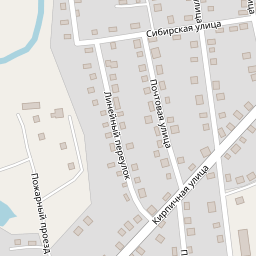 Сибирская улица
Почтовая улица
Линейный переулок
Кирпичная улица
Пожарный проезд